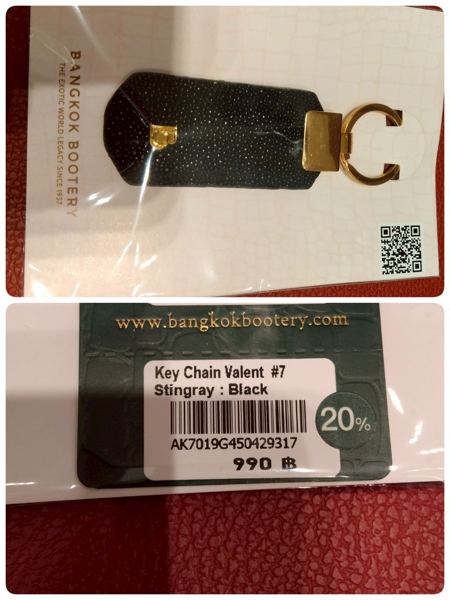 BANGKOK BOOTERY
THE EXOTIC WORLD LEGACY SINCE 1937
www.bangkokbootery.com
Key Chain Valent #7
Stingray : Black
20%
AK7019G450429317
990 ฿